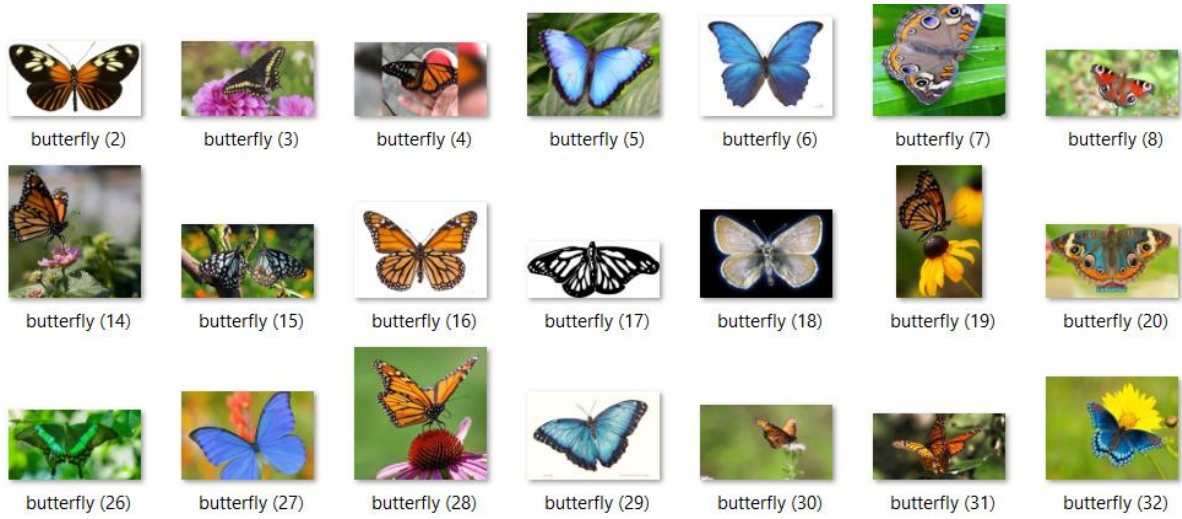 butterfly (2)
butterfly (3)
butterfly (4)
butterfly (5)
butterfly (6)
butterfly (7)
butterfly (8)
butterfly (14)
butterfly (15)
butterfly (16)
butterfly (17)
butterfly (18)
butterfly (19)
butterfly (20)
butterfly (26)
butterfly (27)
butterfly (28)
butterfly (29)
butterfly (30)
butterfly (31)
butterfly (32)